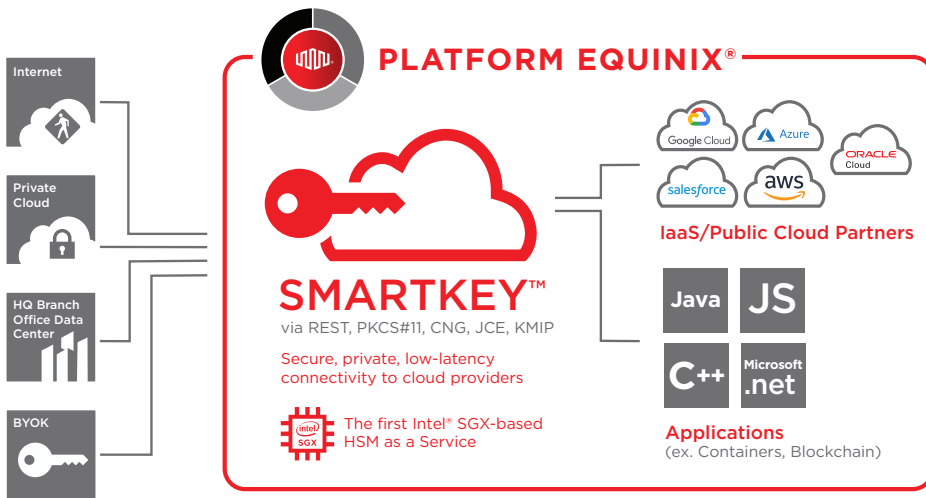 Internet
Private
Cloud
HQ Branch
Office Data
Center
BYOK
PLATFORM EQUINIX®
SMARTKEY™
via REST, PKCS#11, CNG, JCE, KMIP
Secure, private, low-latency
connectivity to cloud providers
intel
SGX
The first Intel® SGX-based
HSM as a Service
Google Cloud
Azure
ORACLE
Cloud
salesforce
aws
IaaS/Public Cloud Partners
Java
JS
C++
Microsoft
.net
Applications
(ex. Containers, Blockchain)